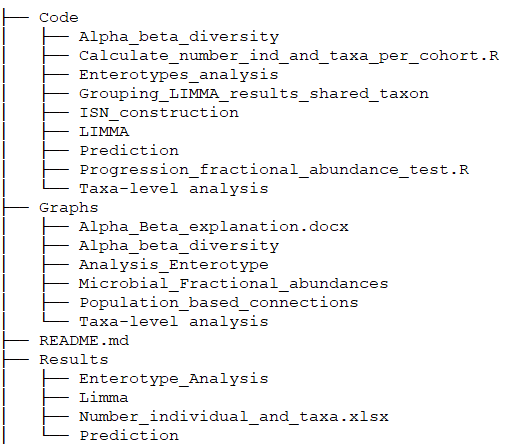 ├── Code
│   ├── Alpha_beta_diversity
│   ├── Calculate_number_ind_and_taxa_per_cohort.R
│   ├── Enterotypes_analysis
│   ├── Grouping_LIMMA_results_shared_taxon
│   ├── ISN_construction
│   ├── LIMMA
│   ├── Prediction
│   ├── Progression_fractional_abundance_test.R
│   └── Taxa-level analysis
├── Graphs
│   ├── Alpha_Beta_explanation.docx
│   ├── Alpha_beta_diversity
│   ├── Analysis_Enterotype
│   ├── Microbial_Fractional_abundances
│   ├── Population_based_connections
│   └── Taxa-level analysis
├── README.md
├── Results
│   ├── Enterotype_Analysis
│   ├── Limma
│   ├── Number_individual_and_taxa.xlsx
│   └── Prediction